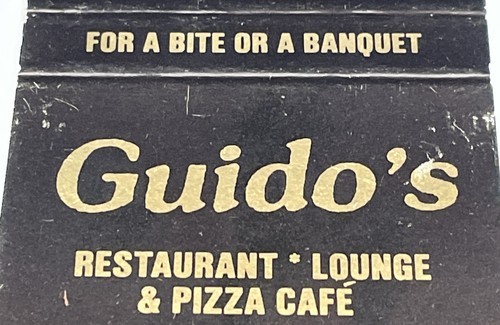 FOR A BITE OR A BANQUET
Guido's
RESTAURANT * LOUNGE
& PIZZA CAFÉ